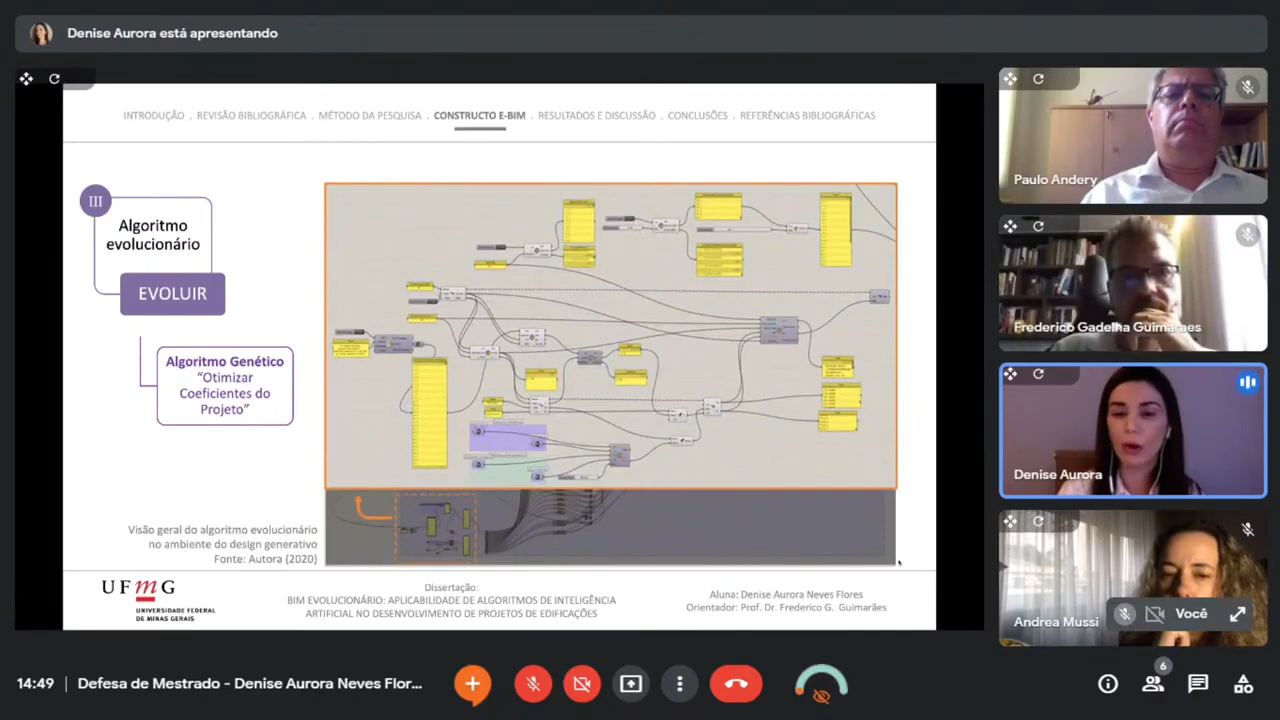 Denise Aurora está apresentando
INTRODUÇÃO . REVISÃO BIBLIOGRÁFICA . MÉTODO DA PESQUISA . CONSTRUCTO E-BIM . RESULTADOS E DISCUSSÃO . CONCLUSÕES . REFERÊNCIAS BIBLIOGRÁFICAS
III
Algoritmo
evolucionário
EVOLUIR
Algoritmo Genético
“Otimizar
Coeficientes do
Projeto”
Visão geral do algoritmo evolucionário
no ambiente do design generativo
Fonte: Autora (2020)
UFmG
UNIVERSIDADE FEDERAL
DE MINAS GERAIS
Dissertação:
BIM EVOLUCIONÁRIO: APLICABILIDADE DE ALGORITMOS DE INTELIGÊNCIA
ARTIFICIAL NO DESENVOLVIMENTO DE PROJETOS DE EDIFICAÇÕES
Aluna: Denise Aurora Neves Flores
Orientador: Prof. Dr. Frederico G. Guimarães
Paulo Andery
Frederico Gadelha Guimaraes
Denise Aurora
Andrea Mussi
Você
14:49 | Defesa de Mestrado - Denise Aurora Neves Flor...
6